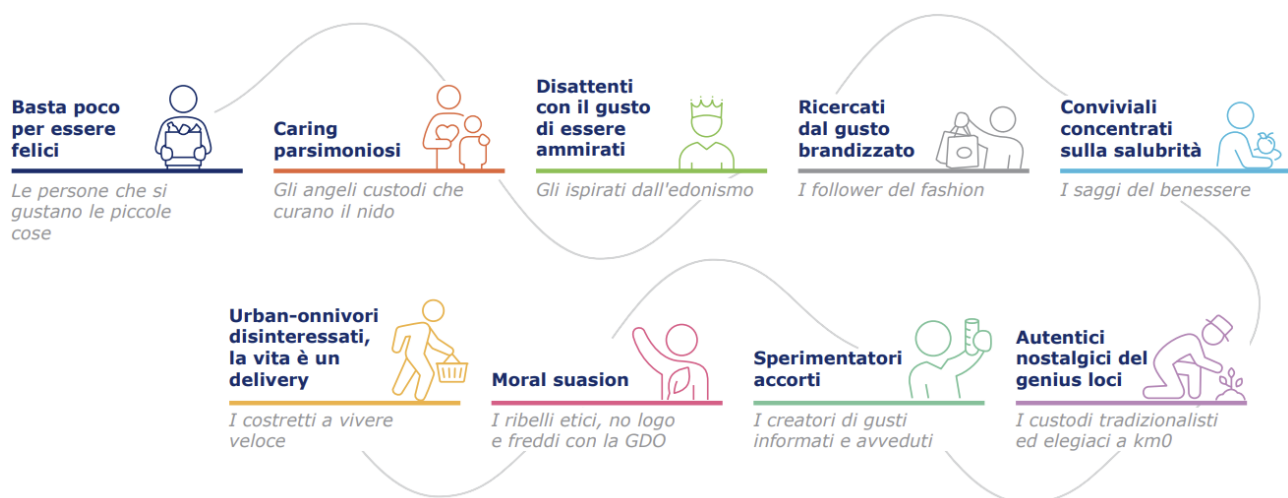 Basta poco
per essere
felici
Le persone che si
gustano le piccole
cose
Caring
parsimoniosi
Gli angeli custodi che
curano il nido
Disattenti
con il gusto
di essere
ammirati
Gli ispirati dall'edonismo
Ricercati
dal gusto
brandizzato
I follower del fashion
Conviviali
concentrati
sulla salubrità
I saggi del benessere
Urban-onnivori
disinteressati,
la vita è un
delivery
I costretti a vivere
veloce
Moral suasion
I ribelli etici, no logo
e freddi con la GDO
Sperimentatori
accorti
I creatori di gusti
informati e avveduti
Autentici
nostalgici del
genius loci
I custodi tradizionalisti
ed elegiaci a km0